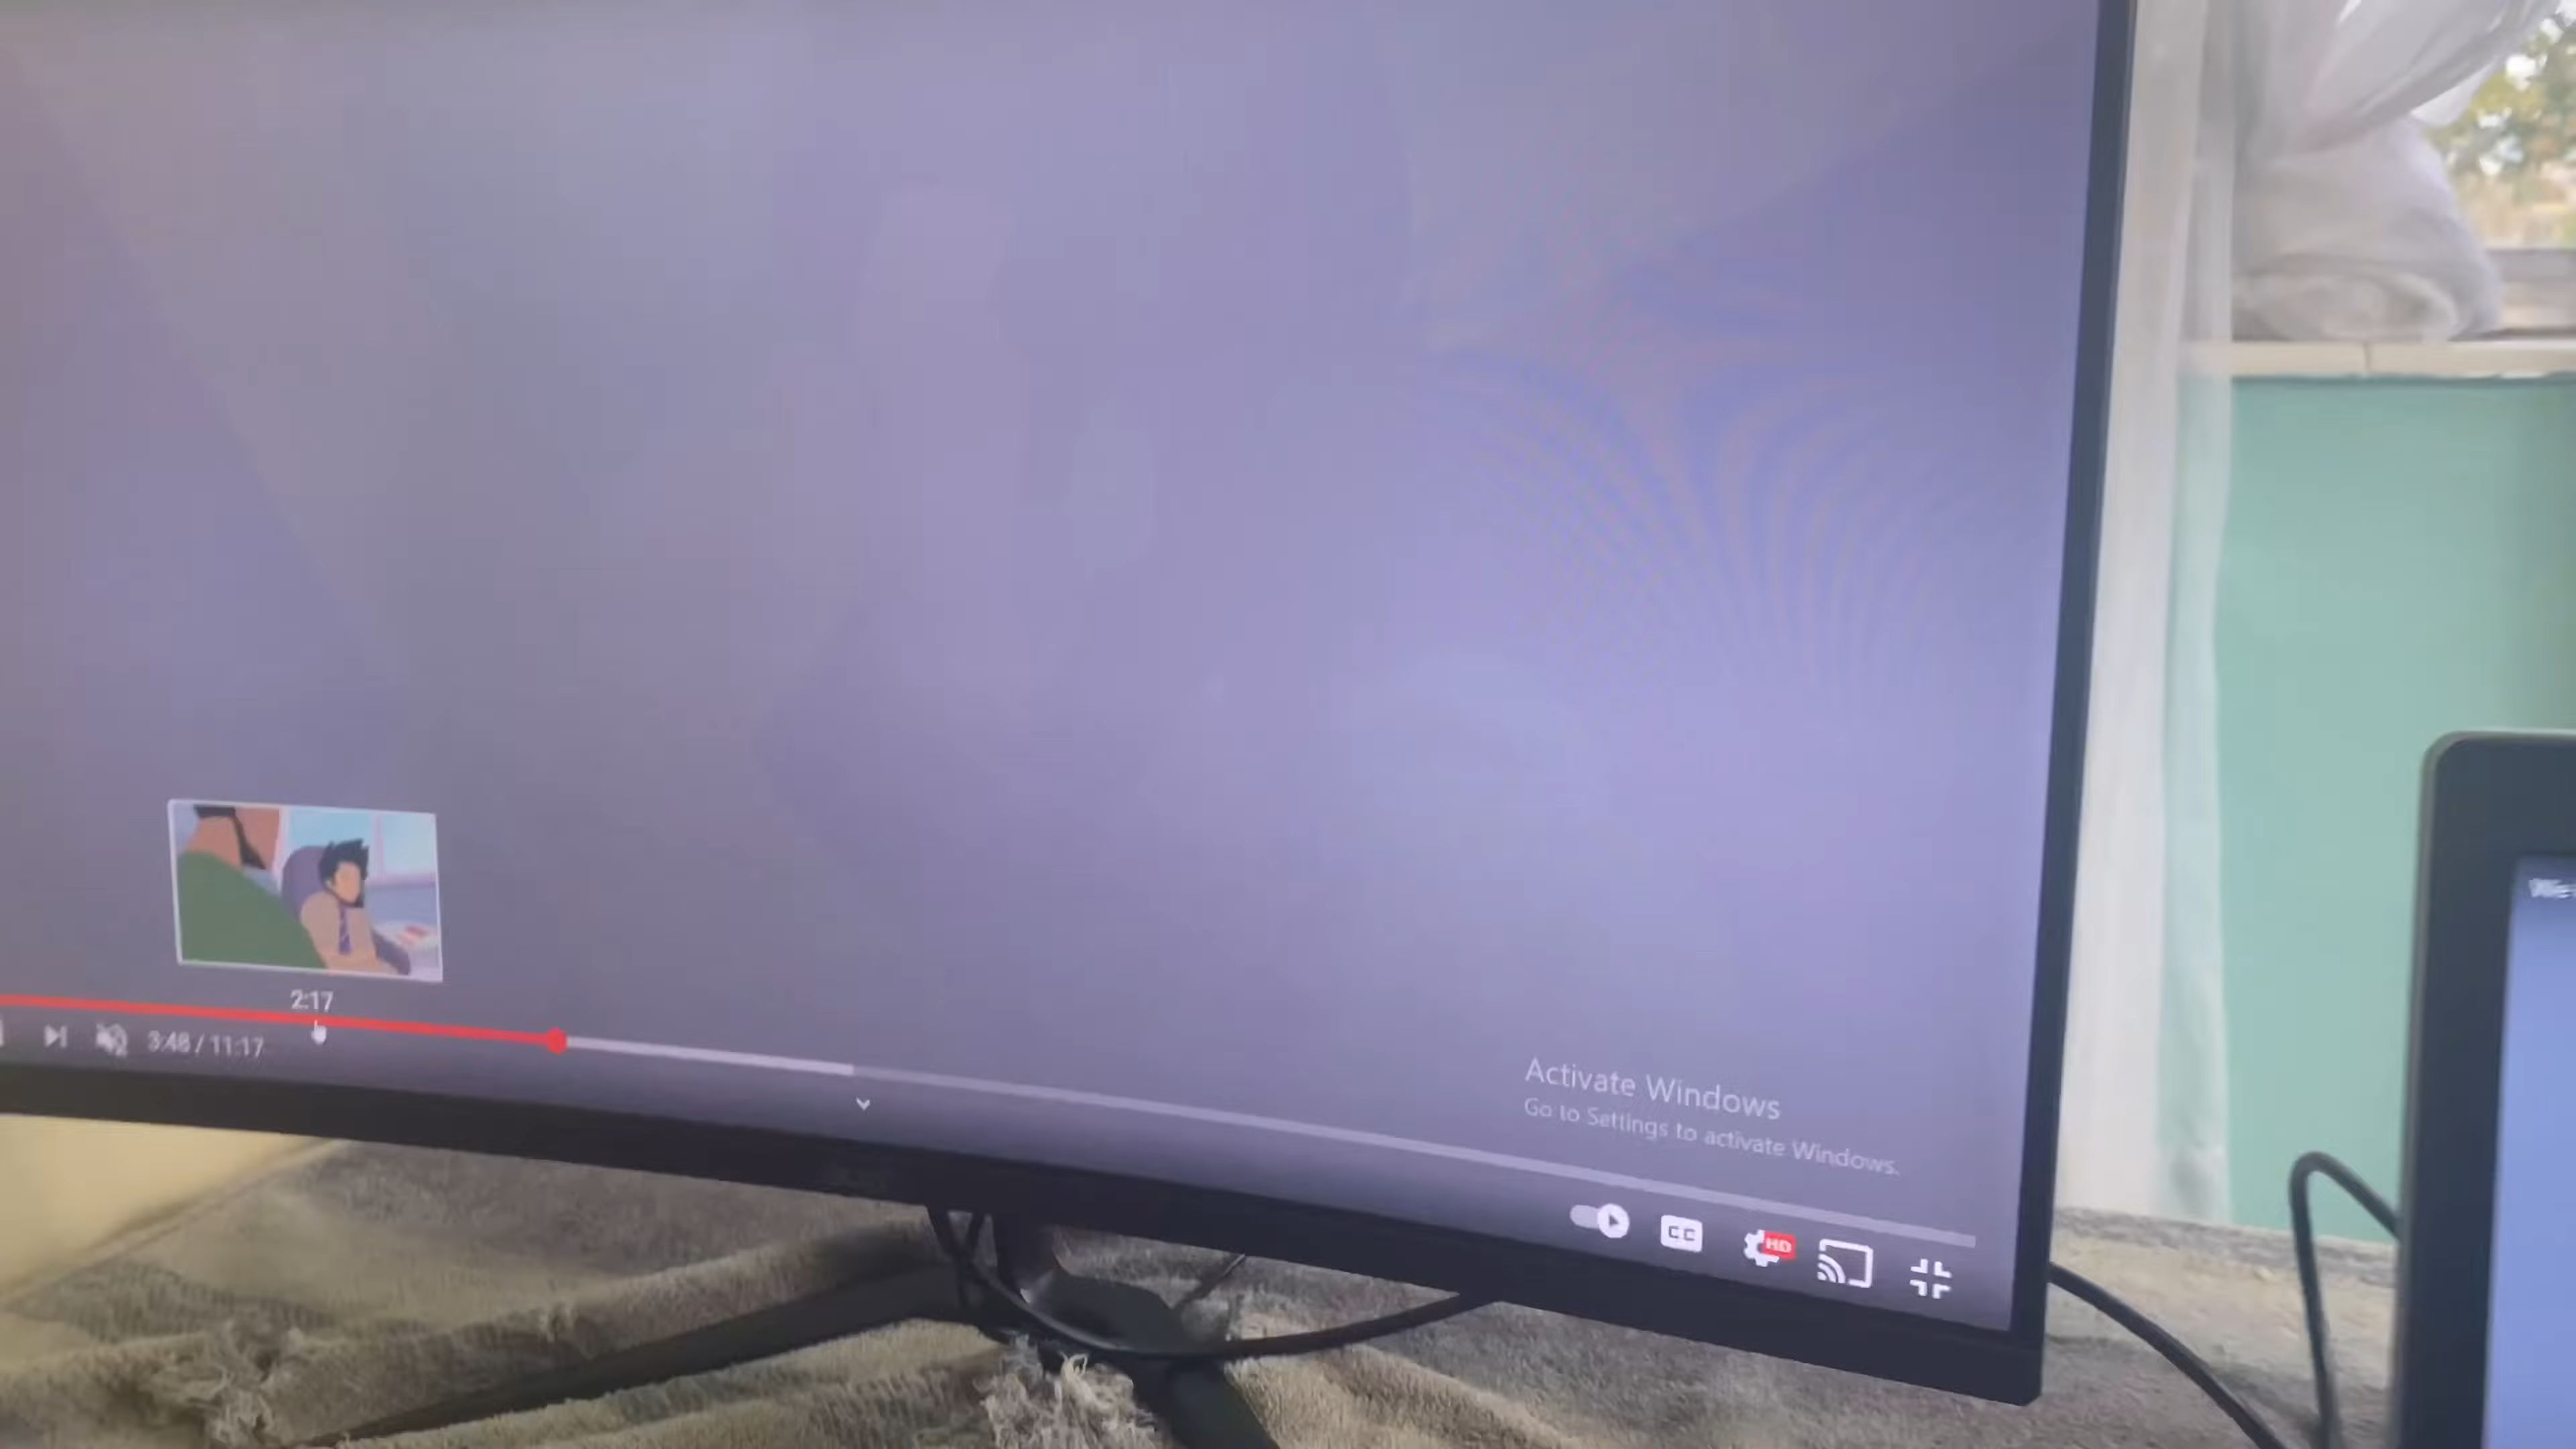 2:17
3:48 / 11:17
Activate Windows
Go to Settings to activate Windows.
CC
HD